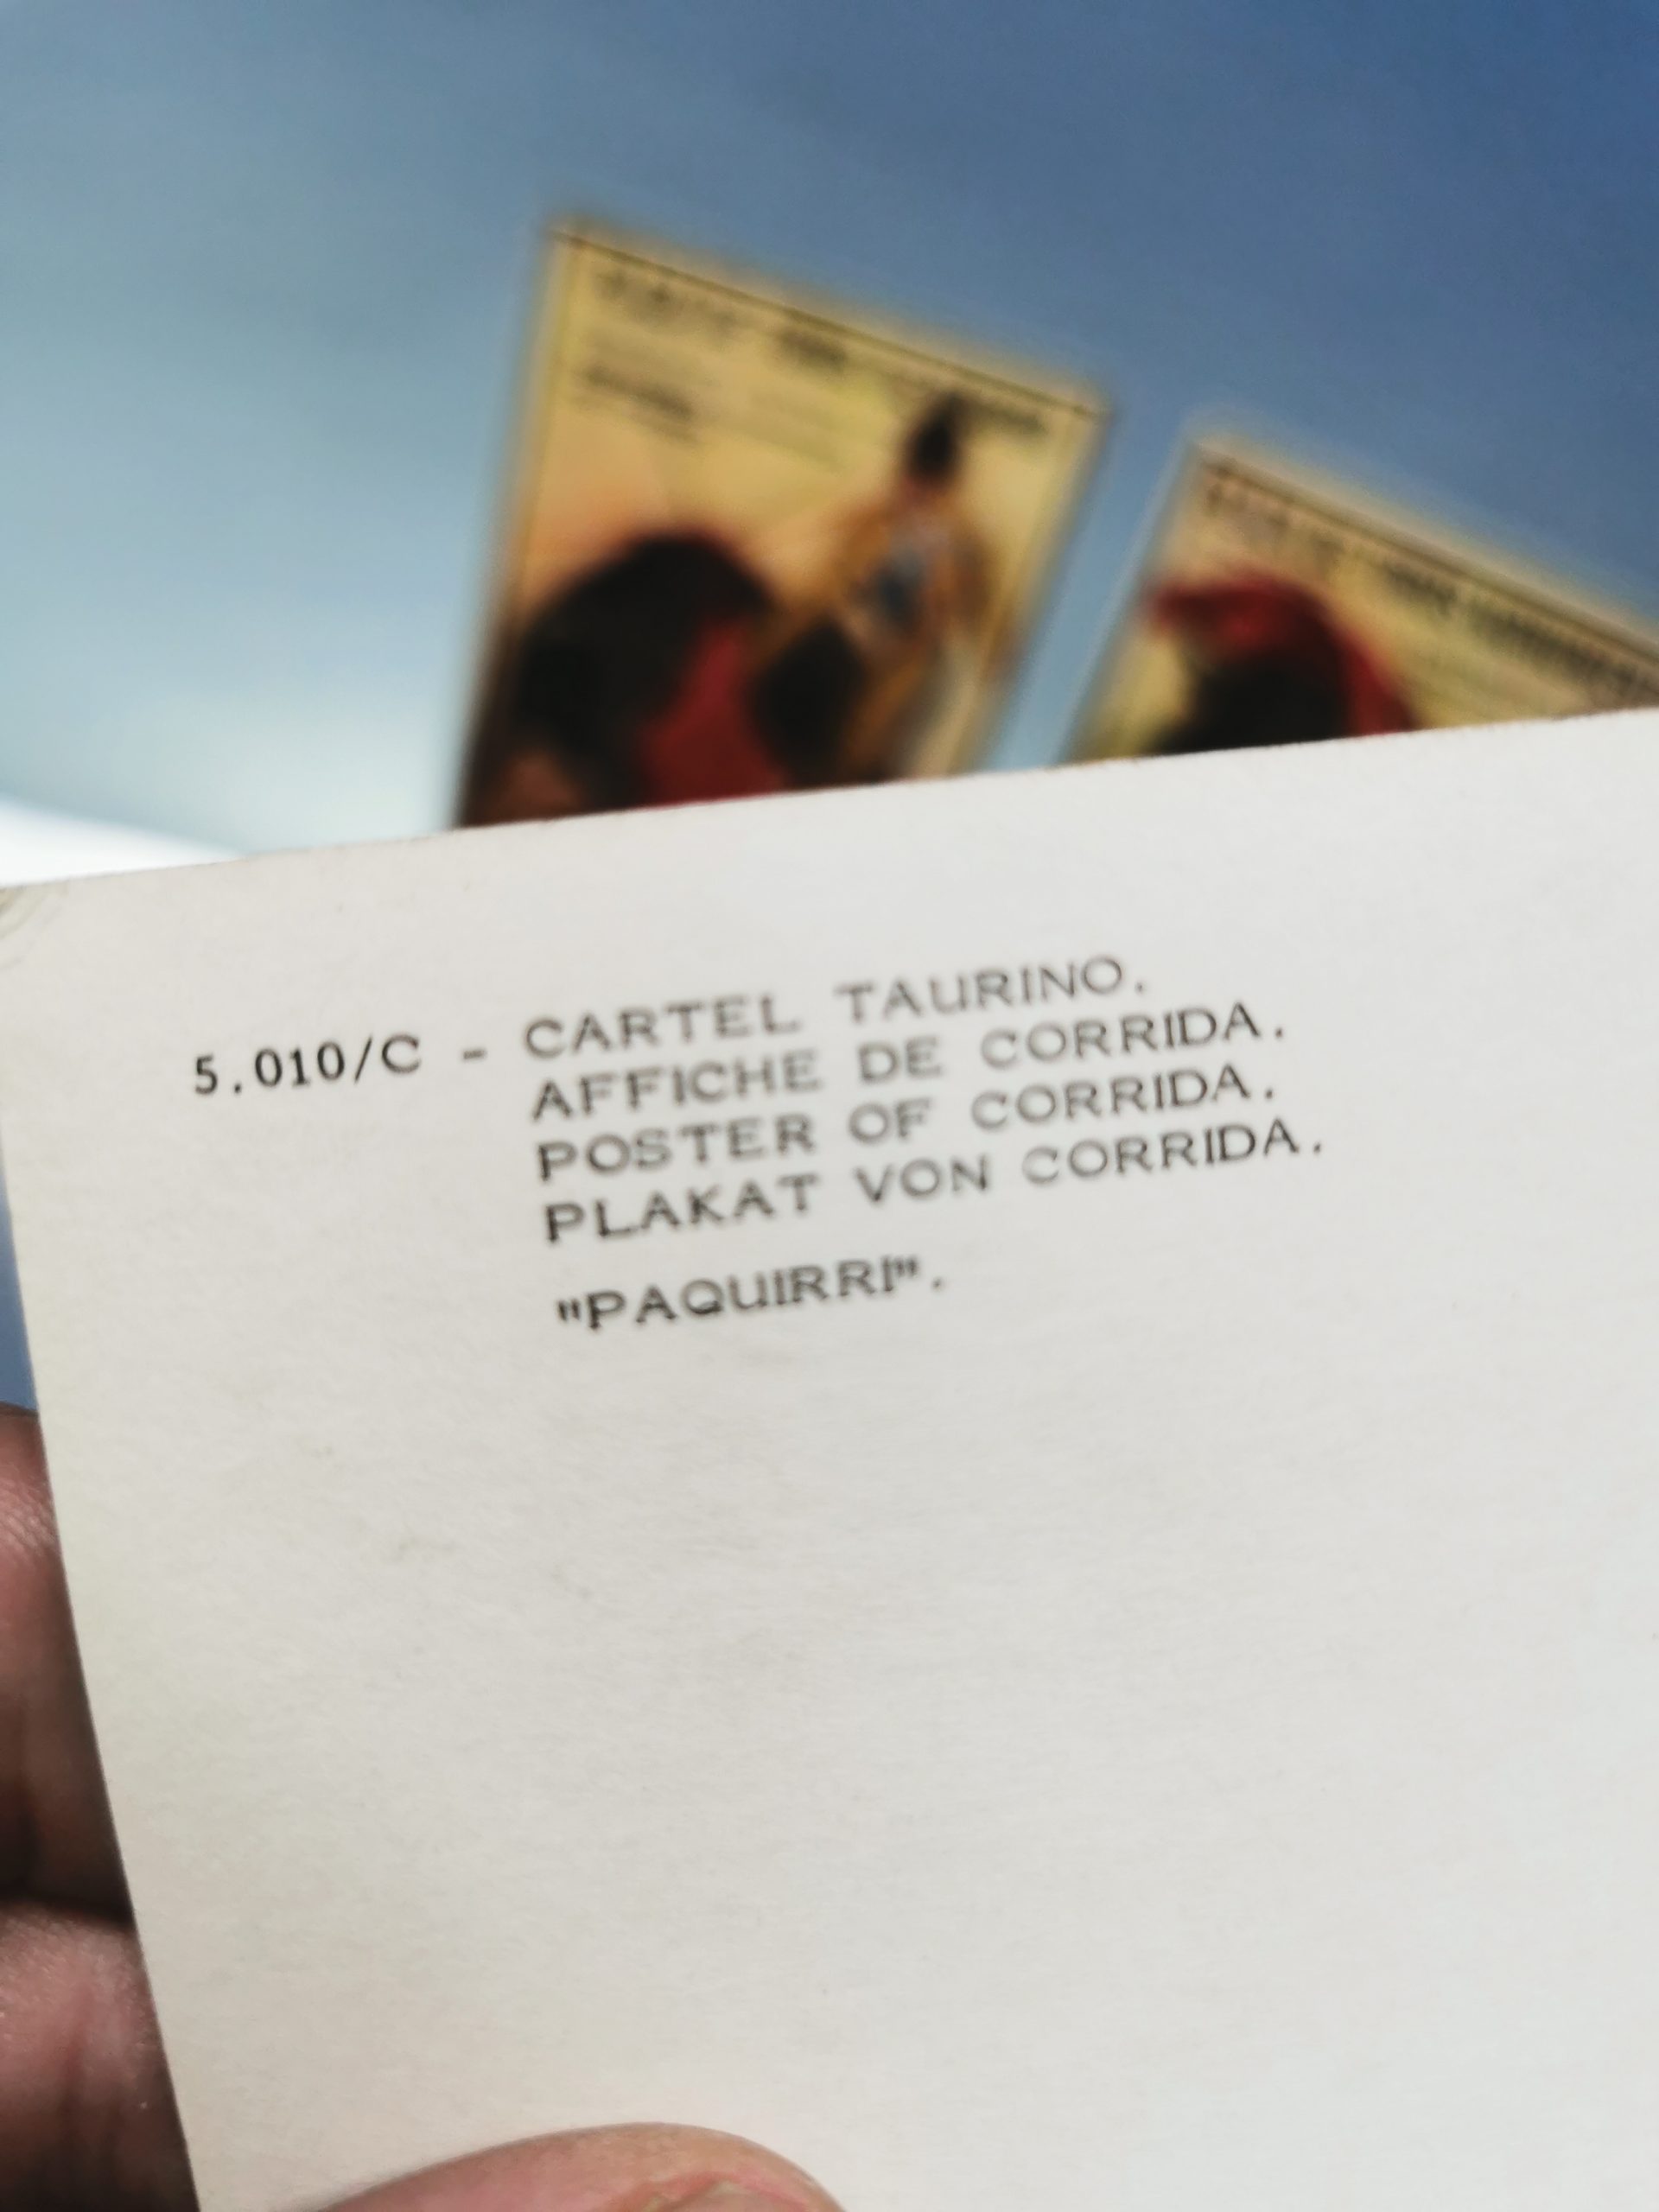 5.010/C - CARTEL TAURINO.
AFFICHE DE CORRIDA.
POSTER OF CORRIDA.
PLAKAT VON CORRIDA.
"PAQUIRRI".